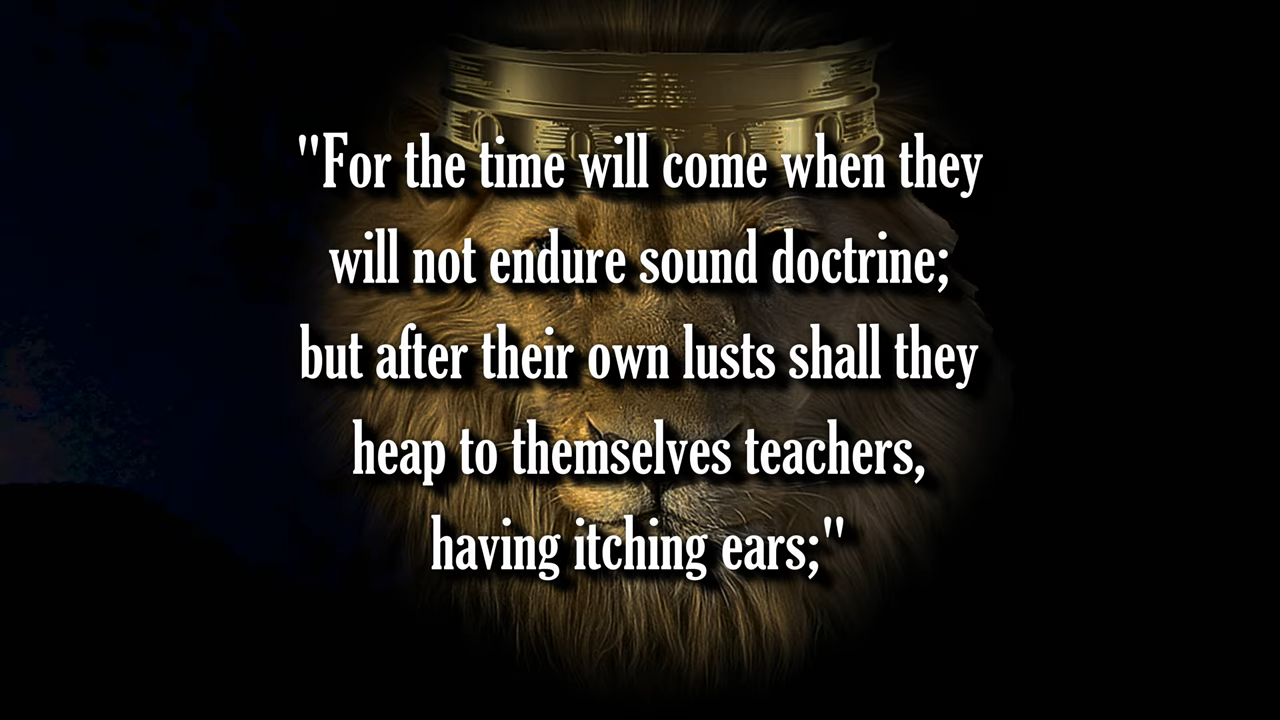 "For the time will come when they
will not endure sound doctrine;
but after their own lusts shall they
heap to themselves teachers,
having itching ears;"